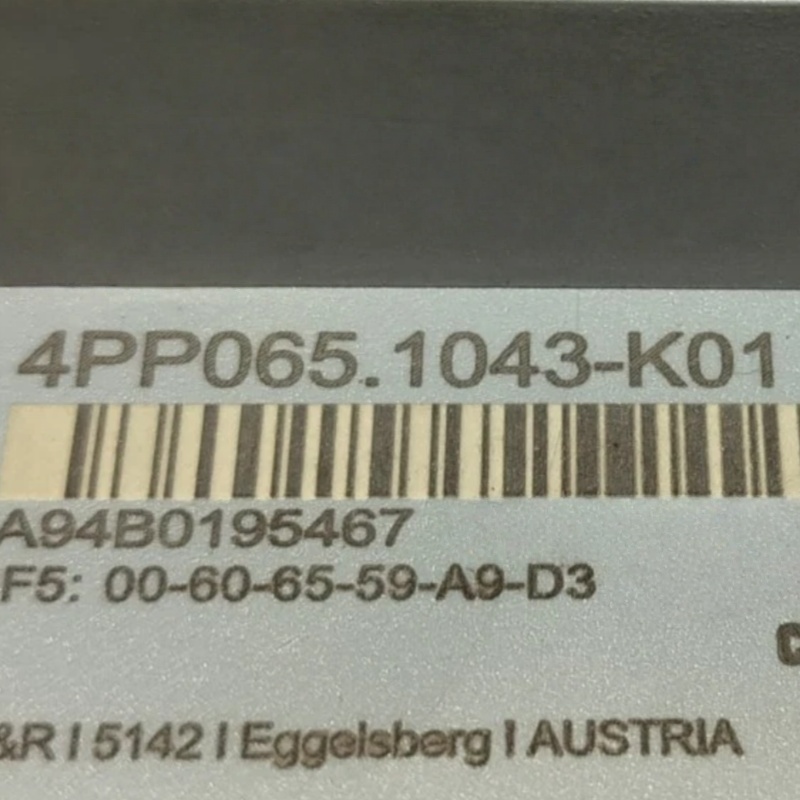 4PP065.1043-K01
A94B0195467
F5: 00-60-65-59-A9-D3
&R I 5142 I Eggelsberg I AUSTRIA